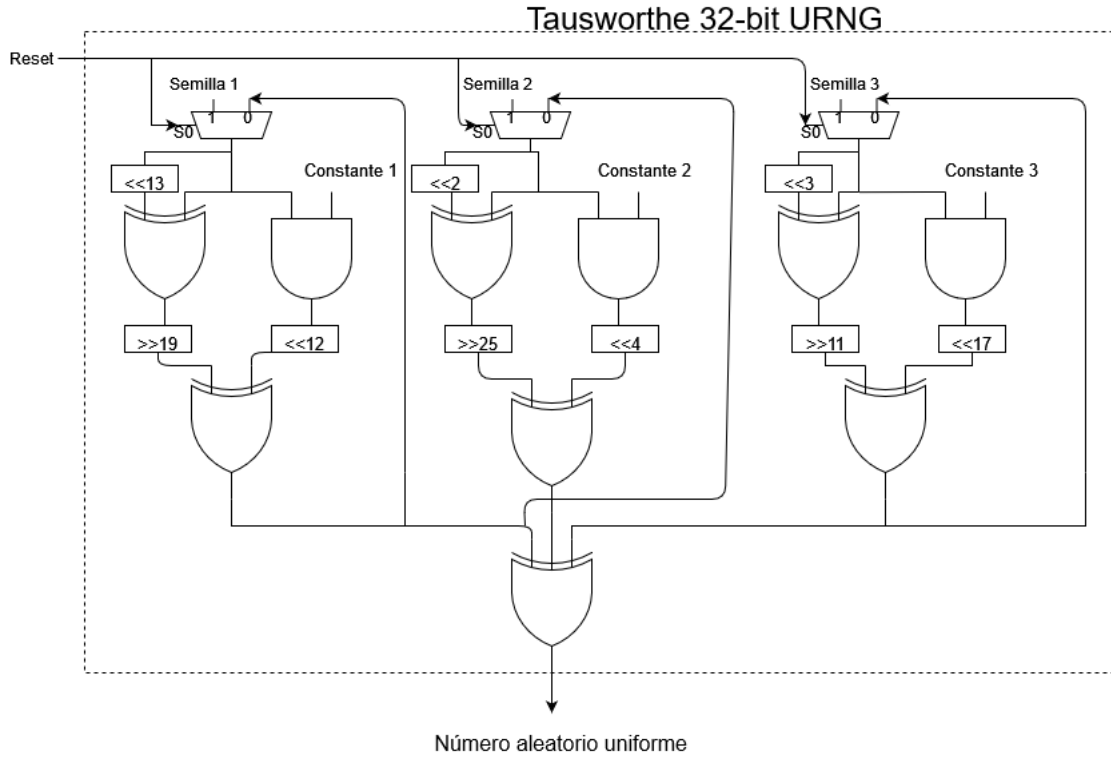 Tausworthe 32-bit URNG
Reset
Semilla 1
Semilla 2
Semilla 3
1 0
1 0
1 0
S0
S0
S0
Constante 1
Constante 2
Constante 3
<<13
<<2
<<3
>>19
<<12
>>25
<<4
>>11
<<17
Número aleatorio uniforme